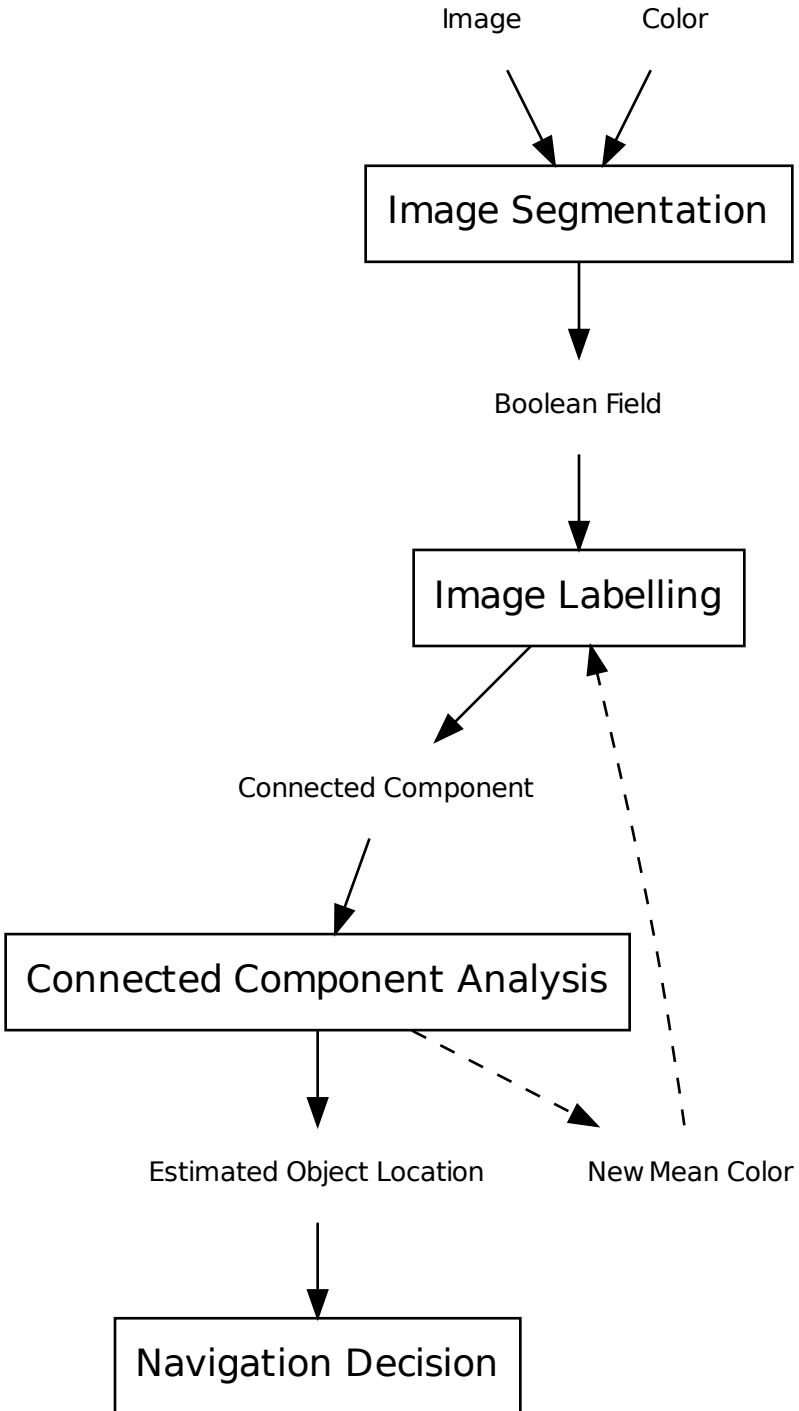 Image
Color
Image Segmentation
Boolean Field
Image Labelling
Connected Component
Connected Component Analysis
Estimated Object Location
New Mean Color
Navigation Decision